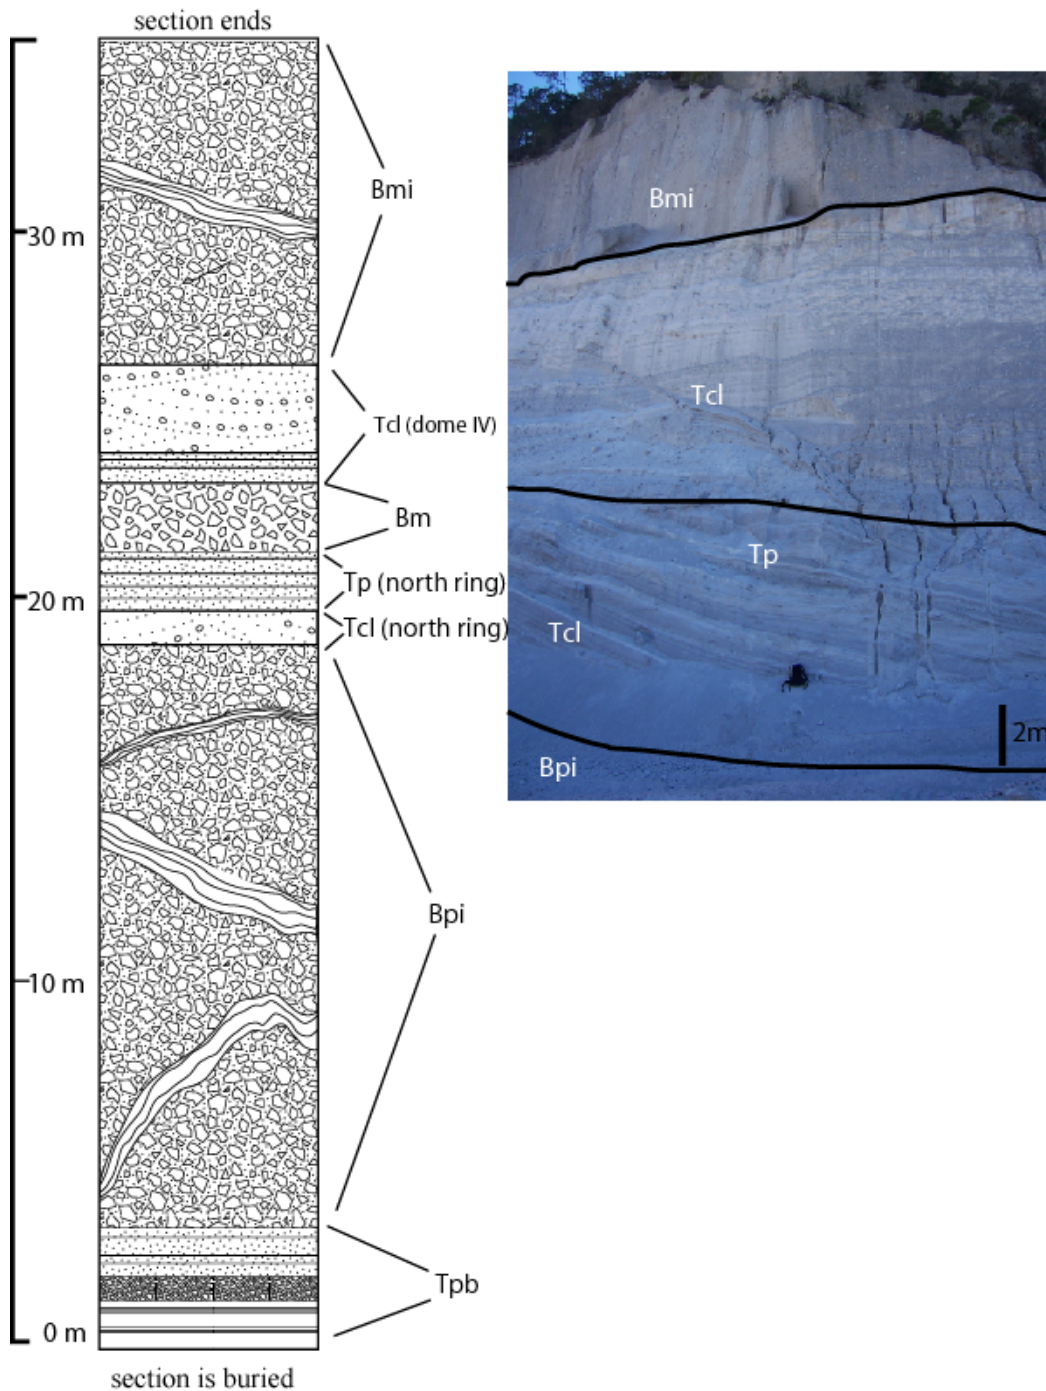 section ends
Bmi
30 m
Tcl (dome IV)
Bm
Tp (north ring)
20 m
Tcl (north ring)
Bpi
10 m
Tpb
0 m
section is buried
Bmi
Tcl
Tp
Tcl
2m
Bpi